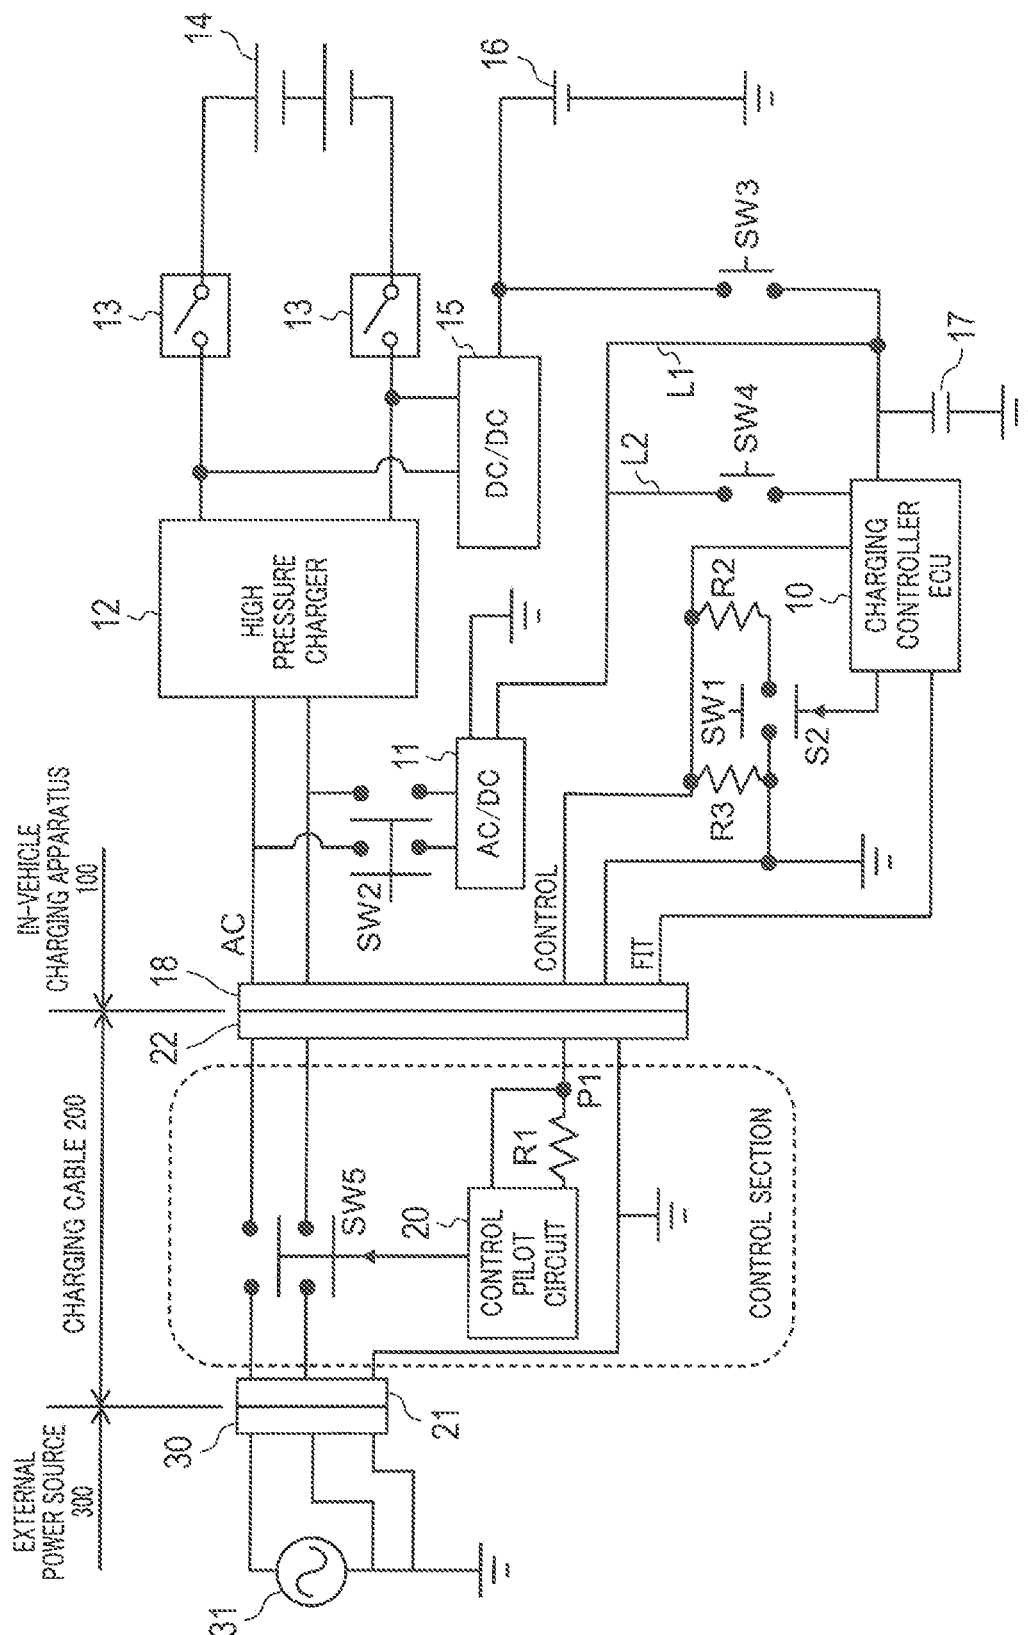 EXTERNAL
POWER SOURCE
300
CHARGING CABLE 200
IN-VEHICLE
CHARGING APPARATUS
100
31
30
21
SW5
20
CONTROL
PILOT
CIRCUIT
R1
P1
CONTROL SECTION
22
18
AC
CONTROL
FIT
SW2
11
AC/DC
12
HIGH
PRESSURE
CHARGER
13
13
14
15
DC/DC
16
SW3
L1
L2
SW4
17
R3
SW1
S2
R2
10
CHARGING
CONTROLLER
ECU